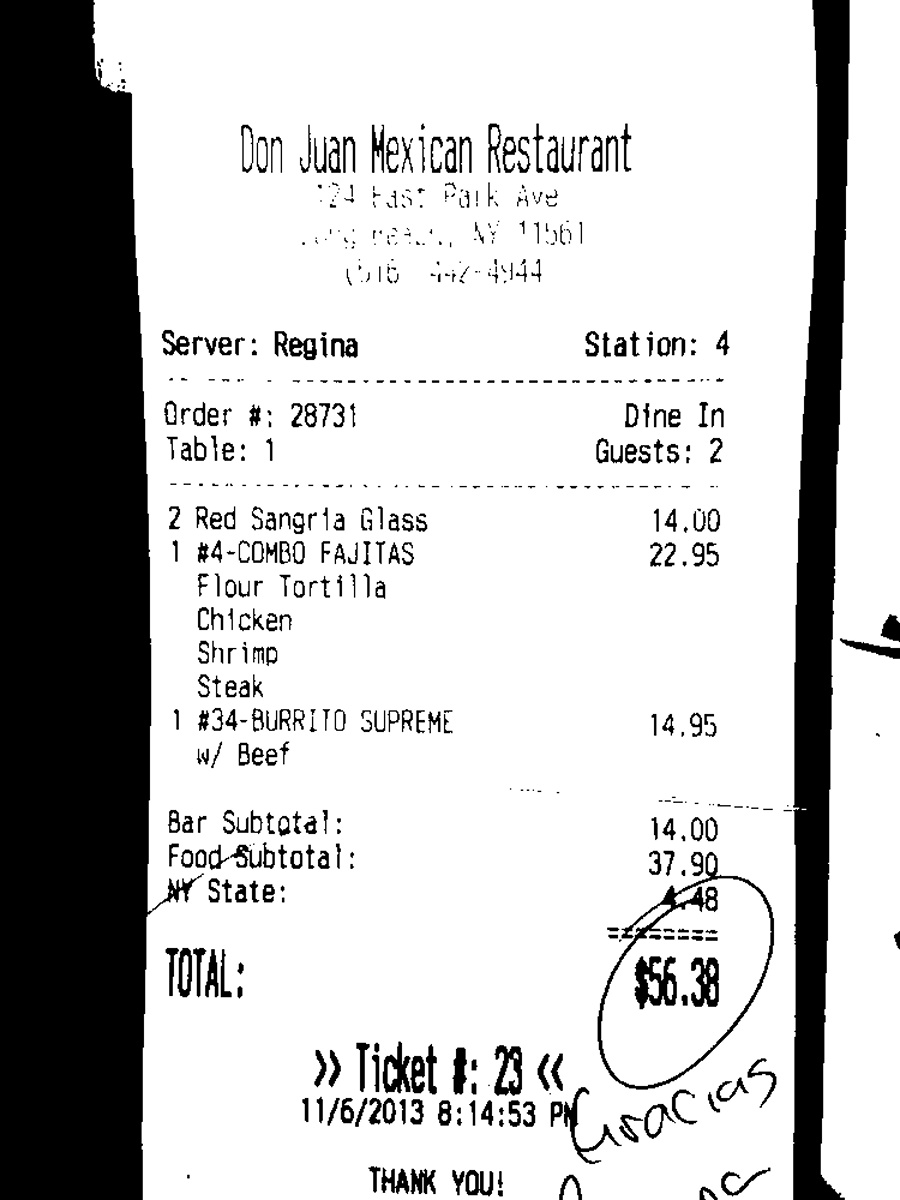 Don Juan Mexican Restaurant
124 East Park Ave
NY 11561
(516) 442-4944
Server: Regina Station: 4
Order #: 28731 Dine In
Table: 1 Guests: 2
2 Red Sangria Glass 14.00
1 #4-COMBO FAJITAS 22.95
Flour Tortilla
Chicken
Shrimp
Steak
1 #34-BURRITO SUPREME 14.95
w/ Beef
Bar Subtotal: 14.00
Food Subtotal: 37.90
NY State: 4.48
========
TOTAL: $56.38
>> Ticket #: 23 <<
11/6/2013 8:14:53 PM
Gracias
THANK YOU!